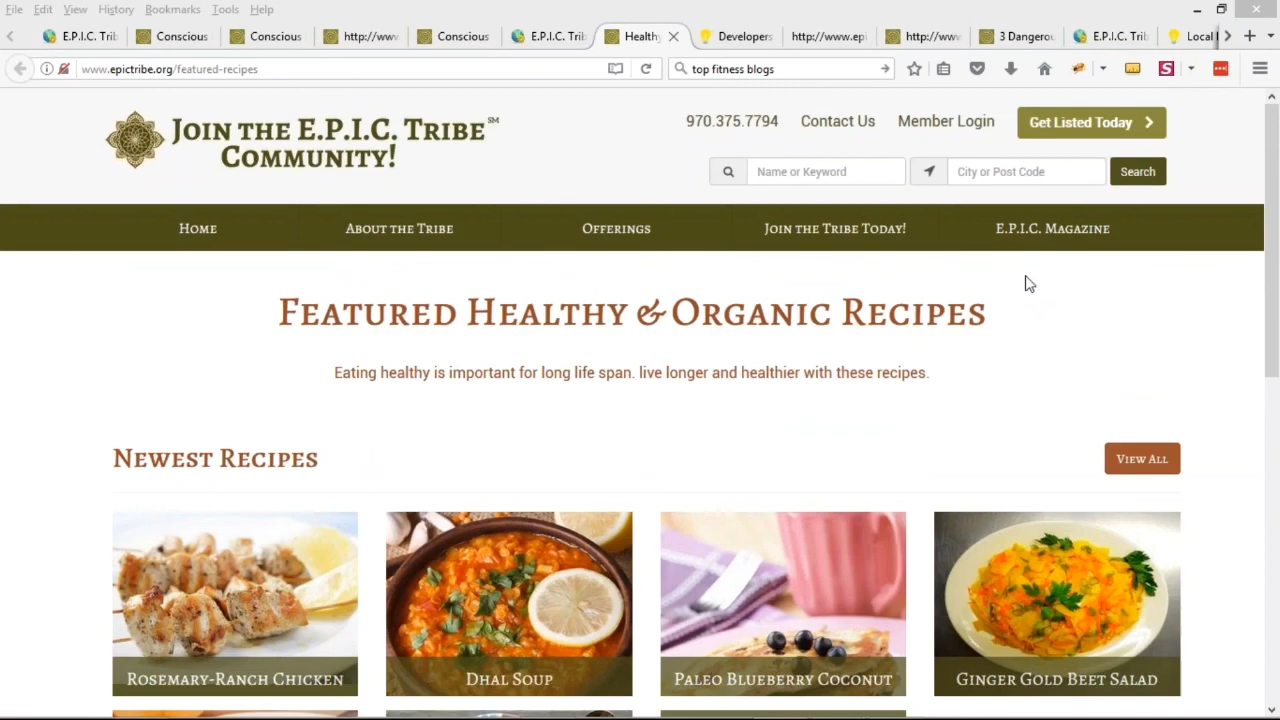 File Edit View History Bookmarks Tools Help
E.P.I.C. Trib Conscious Conscious http://www. Conscious E.P.I.C. Trib Healthy Developers http://www.epi http://www. 3 Dangerou E.P.I.C. Trib Local
www.epictribe.org/featured-recipes top fitness blogs
Join the E.P.I.C. Tribe℠
Community!
970.375.7794 Contact Us Member Login Get Listed Today
Name or Keyword City or Post Code Search
Home About the Tribe Offerings Join the Tribe Today! E.P.I.C. Magazine
Featured Healthy & Organic Recipes
Eating healthy is important for long life span. live longer and healthier with these recipes.
Newest Recipes View All
Rosemary-Ranch Chicken Dhal Soup Paleo Blueberry Coconut Ginger Gold Beet Salad